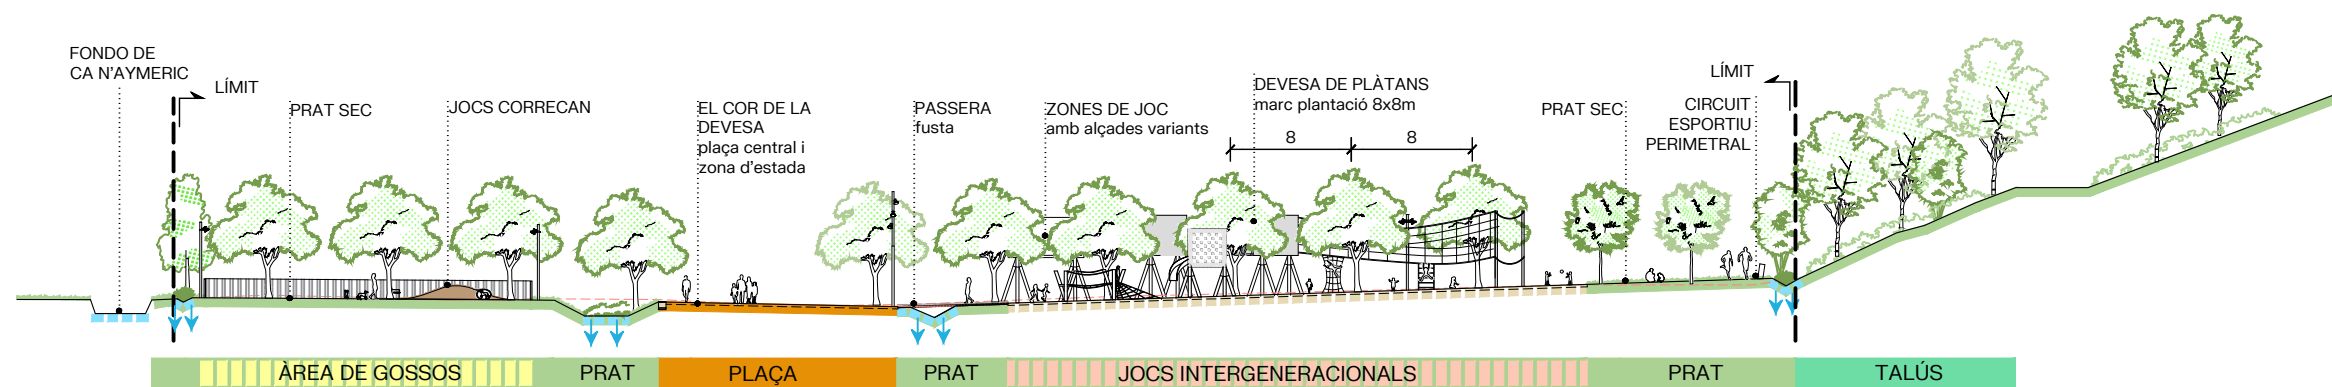 FONDO DE
CA N'AYMERIC
LÍMIT
PRAT SEC
JOCS CORRECAN
EL COR DE LA
DEVESA
plaça central i
zona d'estada
PASSERA
fusta
ZONES DE JOC
amb alçades variants
DEVESA DE PLÀTANS
marc plantació 8x8m
8
8
PRAT SEC
LÍMIT
CIRCUIT
ESPORTIU
PERIMETRAL
ÀREA DE GOSSOS
PRAT
PLAÇA
PRAT
JOCS INTERGENERACIONALS
PRAT
TALÚS